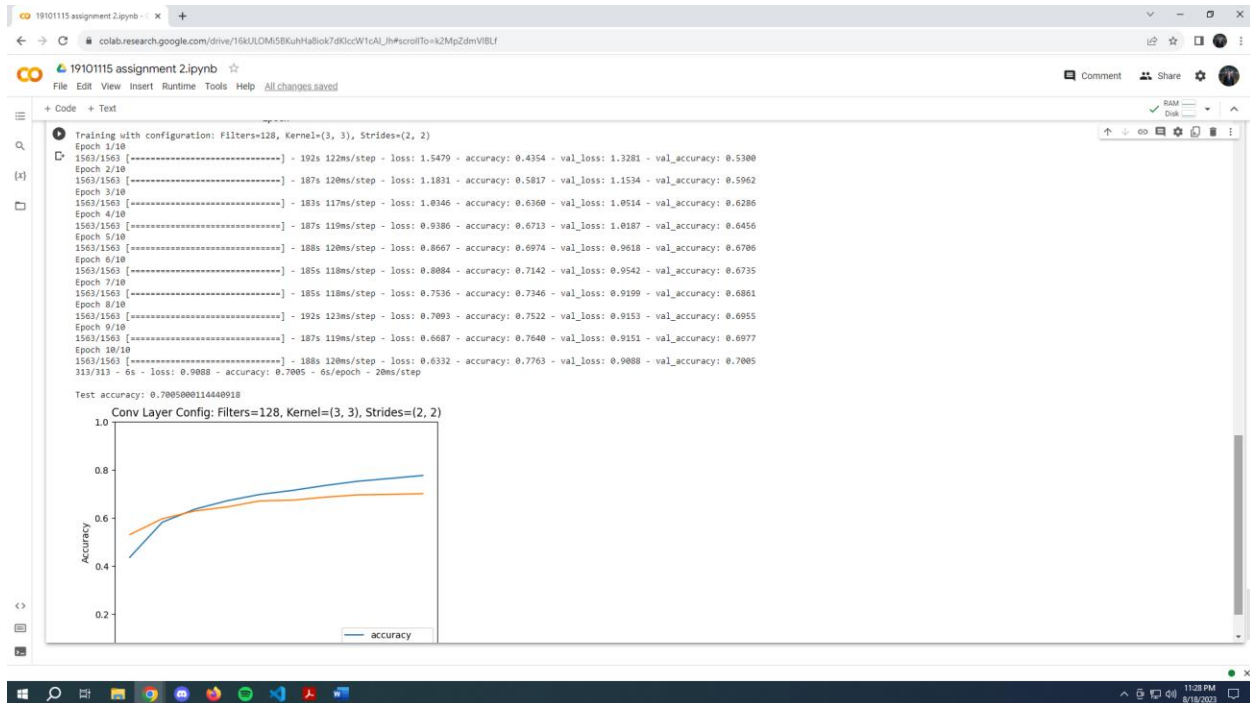 19101115 assignment 2.ipynb - C
colab.research.google.com/drive/16kULOMi5BKuhHa8iok7dKlccW1cAl_Jh#scrollTo=k2MpZdmVl8Lf
19101115 assignment 2.ipynb
Comment Share
File Edit View Insert Runtime Tools Help All changes saved
+ Code + Text
RAM
Disk
Training with configuration: Filters=128, Kernel=(3, 3), Strides=(2, 2)
Epoch 1/10
1563/1563 [==============================] - 192s 122ms/step - loss: 1.5479 - accuracy: 0.4354 - val_loss: 1.3281 - val_accuracy: 0.5300
Epoch 2/10
1563/1563 [==============================] - 187s 120ms/step - loss: 1.1831 - accuracy: 0.5817 - val_loss: 1.1534 - val_accuracy: 0.5962
Epoch 3/10
1563/1563 [==============================] - 183s 117ms/step - loss: 1.0346 - accuracy: 0.6360 - val_loss: 1.0514 - val_accuracy: 0.6286
Epoch 4/10
1563/1563 [==============================] - 187s 119ms/step - loss: 0.9386 - accuracy: 0.6713 - val_loss: 1.0187 - val_accuracy: 0.6456
Epoch 5/10
1563/1563 [==============================] - 188s 120ms/step - loss: 0.8667 - accuracy: 0.6974 - val_loss: 0.9618 - val_accuracy: 0.6706
Epoch 6/10
1563/1563 [==============================] - 185s 118ms/step - loss: 0.8084 - accuracy: 0.7142 - val_loss: 0.9542 - val_accuracy: 0.6735
Epoch 7/10
1563/1563 [==============================] - 185s 118ms/step - loss: 0.7536 - accuracy: 0.7346 - val_loss: 0.9199 - val_accuracy: 0.6861
Epoch 8/10
1563/1563 [==============================] - 192s 123ms/step - loss: 0.7093 - accuracy: 0.7522 - val_loss: 0.9153 - val_accuracy: 0.6955
Epoch 9/10
1563/1563 [==============================] - 187s 119ms/step - loss: 0.6687 - accuracy: 0.7640 - val_loss: 0.9151 - val_accuracy: 0.6977
Epoch 10/10
1563/1563 [==============================] - 188s 120ms/step - loss: 0.6332 - accuracy: 0.7763 - val_loss: 0.9088 - val_accuracy: 0.7005
313/313 - 6s - loss: 0.9088 - accuracy: 0.7005 - 6s/epoch - 20ms/step
Test accuracy: 0.7005000114440918
Conv Layer Config: Filters=128, Kernel=(3, 3), Strides=(2, 2)
1.0
0.8
0.6
0.4
0.2
Accuracy
accuracy
11:28 PM
8/18/2023